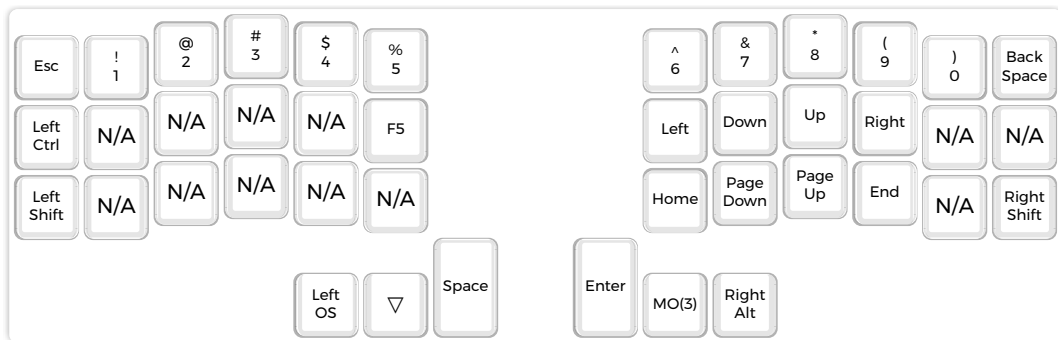 Esc
!
1
@
2
#
3
$
4
%
5
^
6
&
7
*
8
(
9
)
0
Back
Space
Left
Ctrl
N/A
N/A
N/A
N/A
F5
Left
Down
Up
Right
N/A
N/A
Left
Shift
N/A
N/A
N/A
N/A
N/A
Home
Page
Down
Page
Up
End
N/A
Right
Shift
Left
OS
▽
Space
Enter
MO(3)
Right
Alt